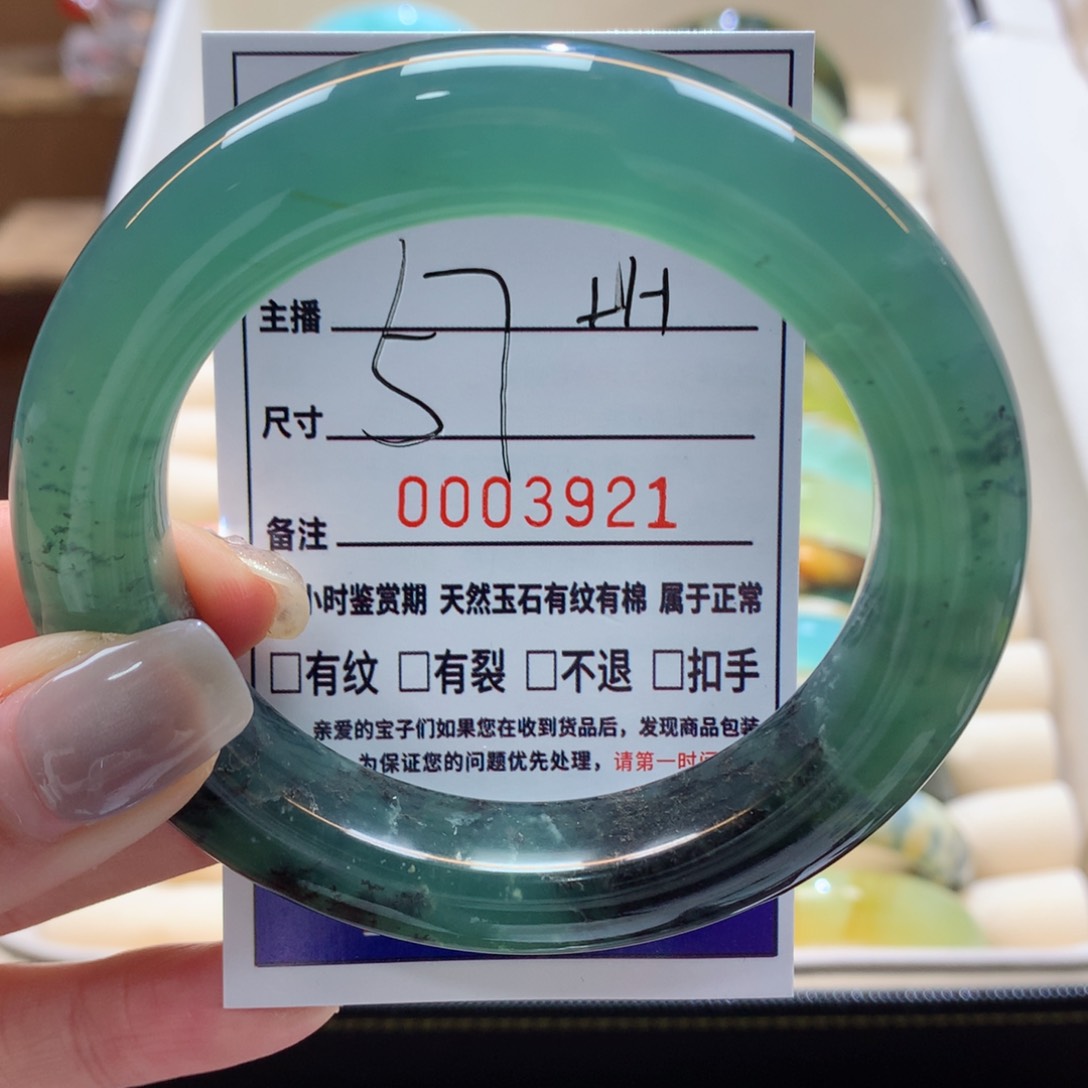 主播
57
尺寸
0003921
备注
小时鉴赏期 天然玉石有纹有棉 属于正常
□有纹 □有裂 □不退 □扣手
亲爱的宝子们如果您在收到货品后，发现商品包装
为保证您的问题优先处理，请第一时间